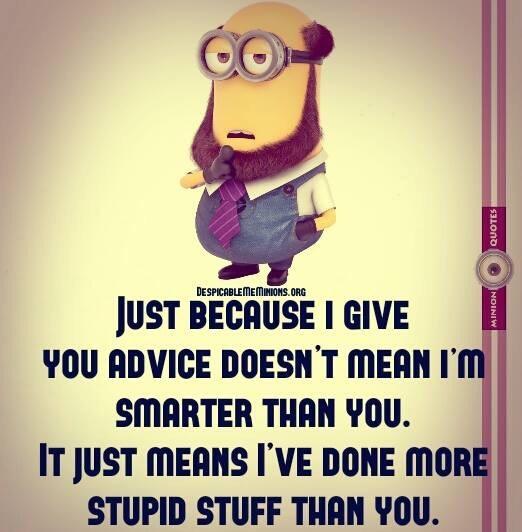 DespicableMeMinions.org
Just because I give
you advice doesn't mean I'm
smarter than you.
It just means I've done more
stupid stuff than you.
MINION QUOTES